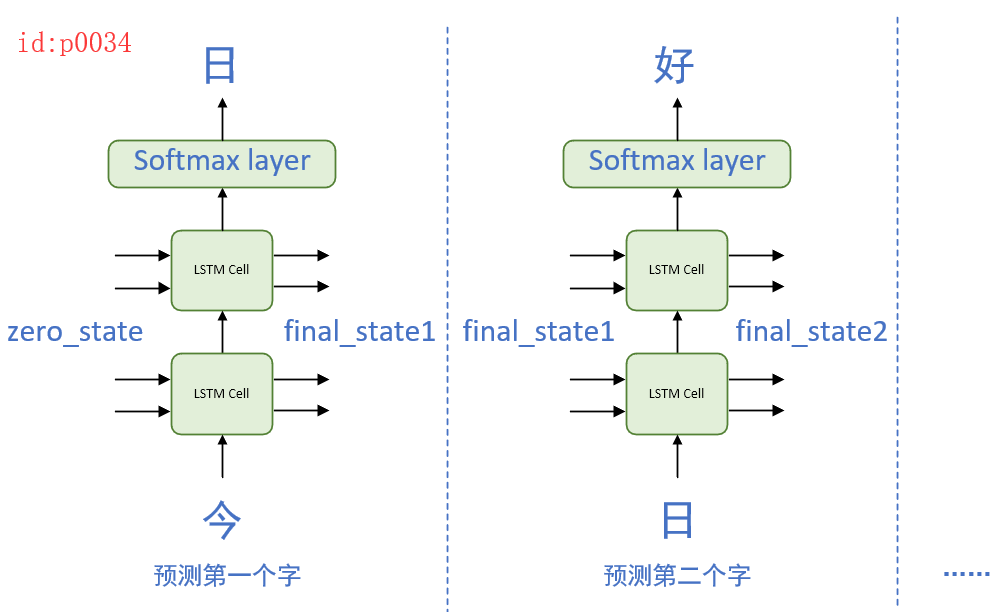 id:p0034
日
Softmax layer
LSTM Cell
zero_state
final_state1
LSTM Cell
今
预测第一个字
好
Softmax layer
LSTM Cell
final_state1
final_state2
LSTM Cell
日
预测第二个字
……